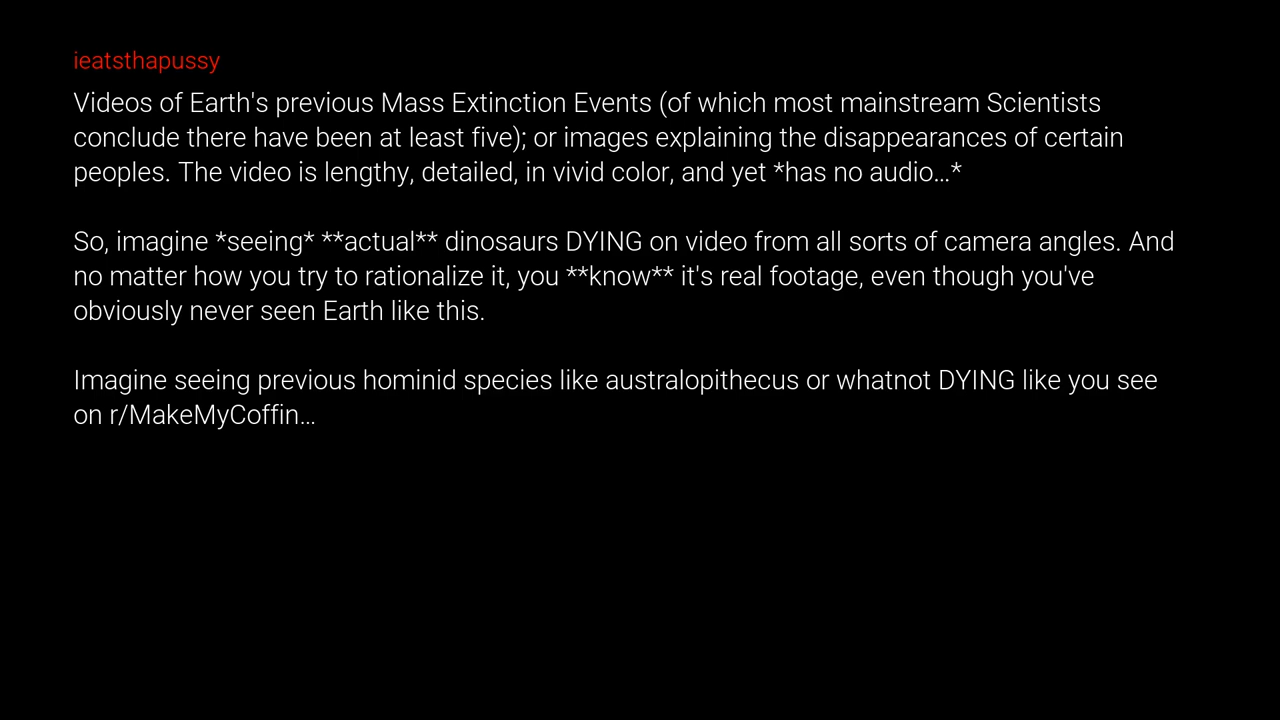 ieatsthapussy
Videos of Earth's previous Mass Extinction Events (of which most mainstream Scientists
conclude there have been at least five); or images explaining the disappearances of certain
peoples. The video is lengthy, detailed, in vivid color, and yet *has no audio…*
So, imagine *seeing* **actual** dinosaurs DYING on video from all sorts of camera angles. And
no matter how you try to rationalize it, you **know** it's real footage, even though you've
obviously never seen Earth like this.
Imagine seeing previous hominid species like australopithecus or whatnot DYING like you see
on r/MakeMyCoffin…